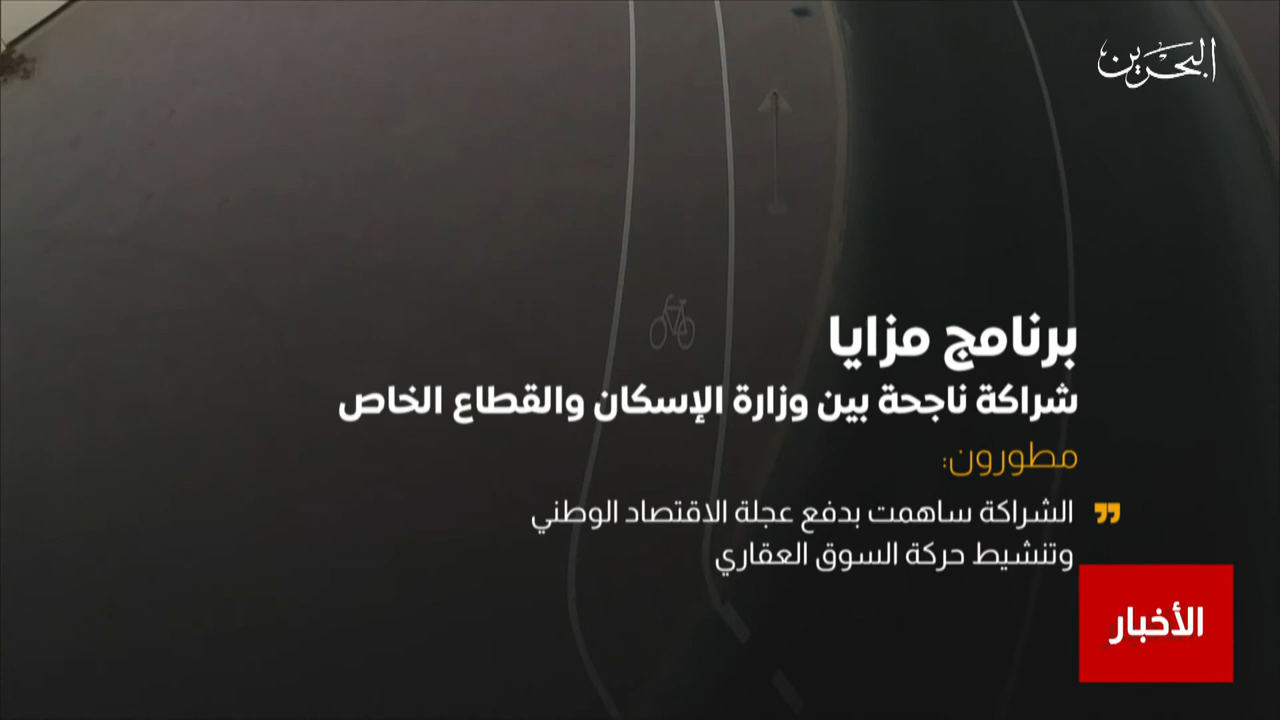 البحرين
برنامج مزايا
شراكة ناجحة بين وزارة الإسكان والقطاع الخاص
مطورون:
الشراكة ساهمت بدفع عجلة الاقتصاد الوطني
وتنشيط حركة السوق العقاري
الأخبار